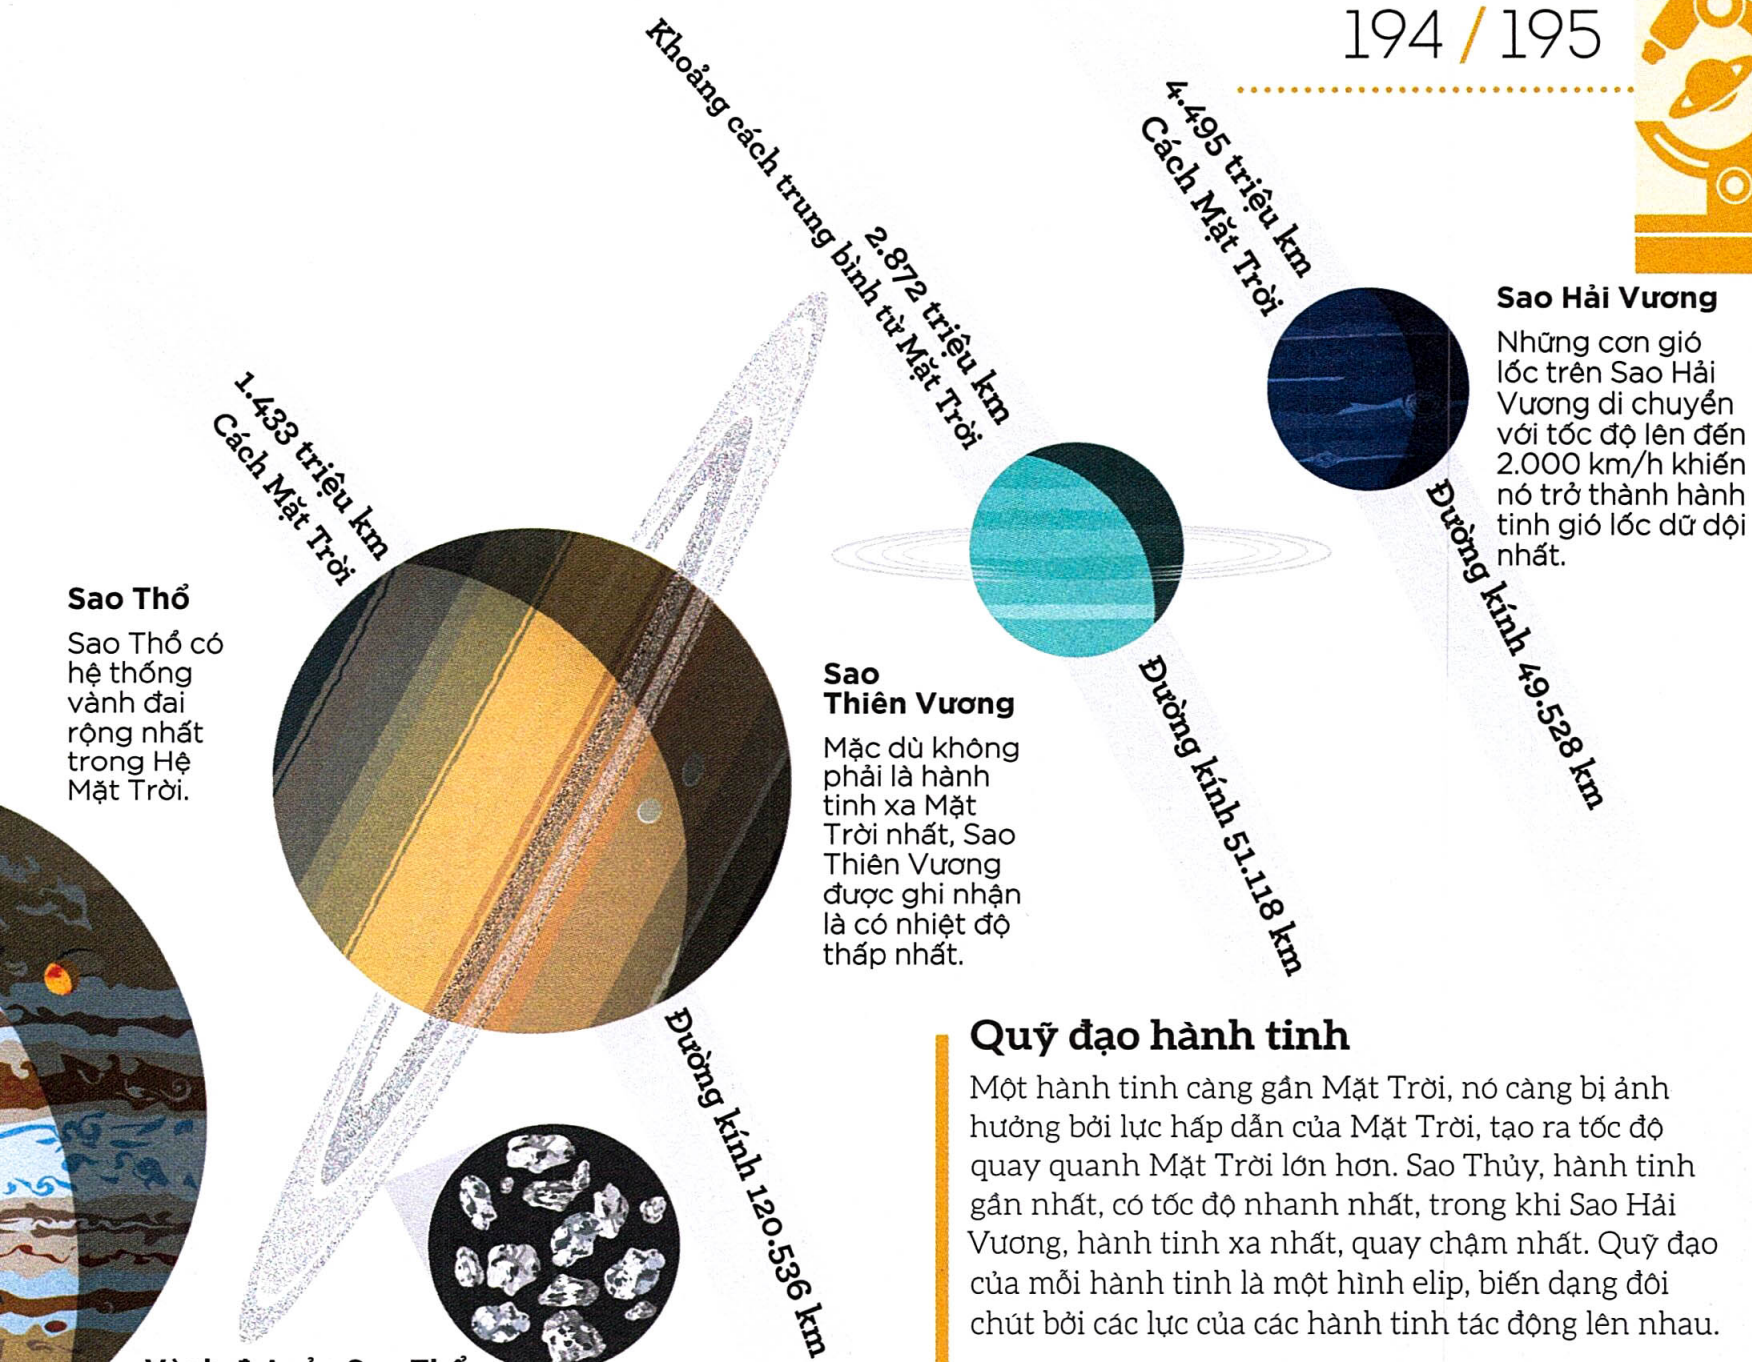 194 / 195
Khoảng cách trung bình từ Mặt Trời
4.495 triệu km
Cách Mặt Trời
2.872 triệu km
1.433 triệu km
Cách Mặt Trời
Sao Hải Vương
Những cơn gió
lốc trên Sao Hải
Vương di chuyển
với tốc độ lên đến
2.000 km/h khiến
nó trở thành hành
tinh gió lốc dữ dội
nhất.
Đường kính 49.528 km
Sao Thổ
Sao Thổ có
hệ thống
vành đai
rộng nhất
trong Hệ
Mặt Trời.
Sao
Thiên Vương
Mặc dù không
phải là hành
tinh xa Mặt
Trời nhất, Sao
Thiên Vương
được ghi nhận
là có nhiệt độ
thấp nhất.
Đường kính 51.118 km
Đường kính 120.536 km
Quỹ đạo hành tinh
Một hành tinh càng gần Mặt Trời, nó càng bị ảnh
hưởng bởi lực hấp dẫn của Mặt Trời, tạo ra tốc độ
quay quanh Mặt Trời lớn hơn. Sao Thủy, hành tinh
gần nhất, có tốc độ nhanh nhất, trong khi Sao Hải
Vương, hành tinh xa nhất, quay chậm nhất. Quỹ đạo
của mỗi hành tinh là một hình elip, biến dạng đôi
chút bởi các lực của các hành tinh tác động lên nhau.